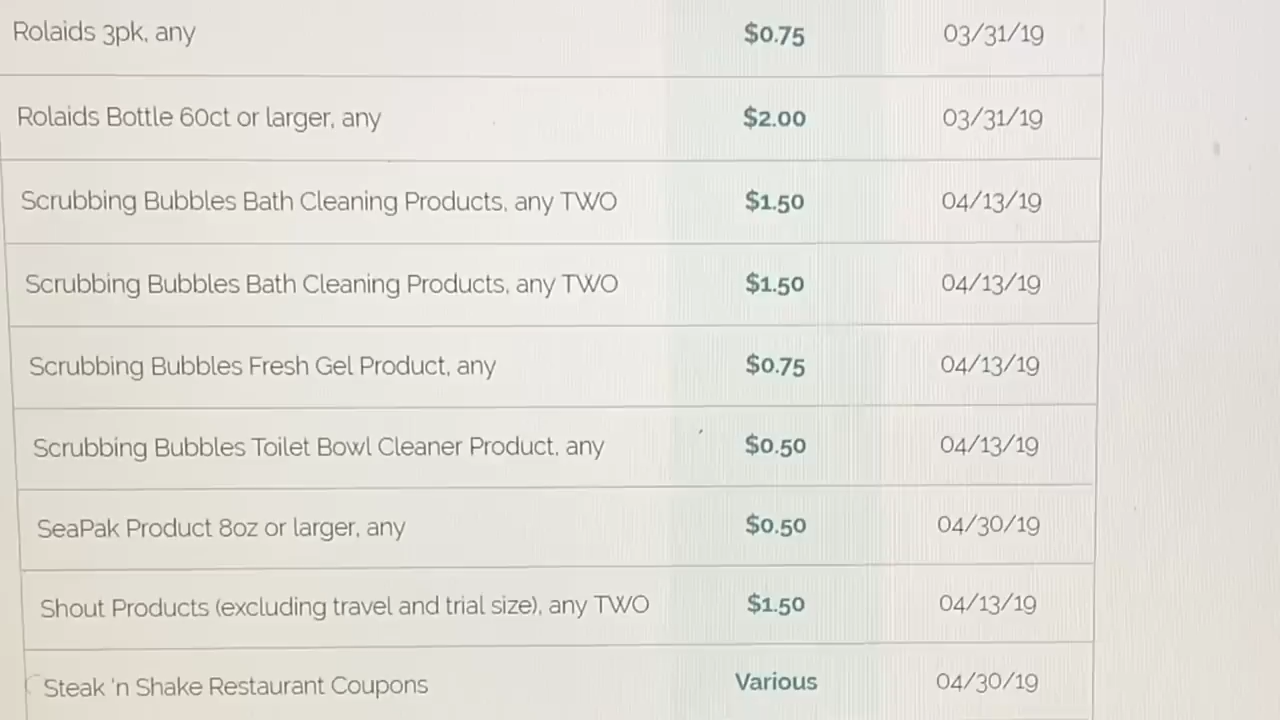 Rolaids 3pk, any $0.75 03/31/19
Rolaids Bottle 60ct or larger, any $2.00 03/31/19
Scrubbing Bubbles Bath Cleaning Products, any TWO $1.50 04/13/19
Scrubbing Bubbles Bath Cleaning Products, any TWO $1.50 04/13/19
Scrubbing Bubbles Fresh Gel Product, any $0.75 04/13/19
Scrubbing Bubbles Toilet Bowl Cleaner Product, any $0.50 04/13/19
SeaPak Product 8oz or larger, any $0.50 04/30/19
Shout Products (excluding travel and trial size), any TWO $1.50 04/13/19
Steak 'n Shake Restaurant Coupons Various 04/30/19